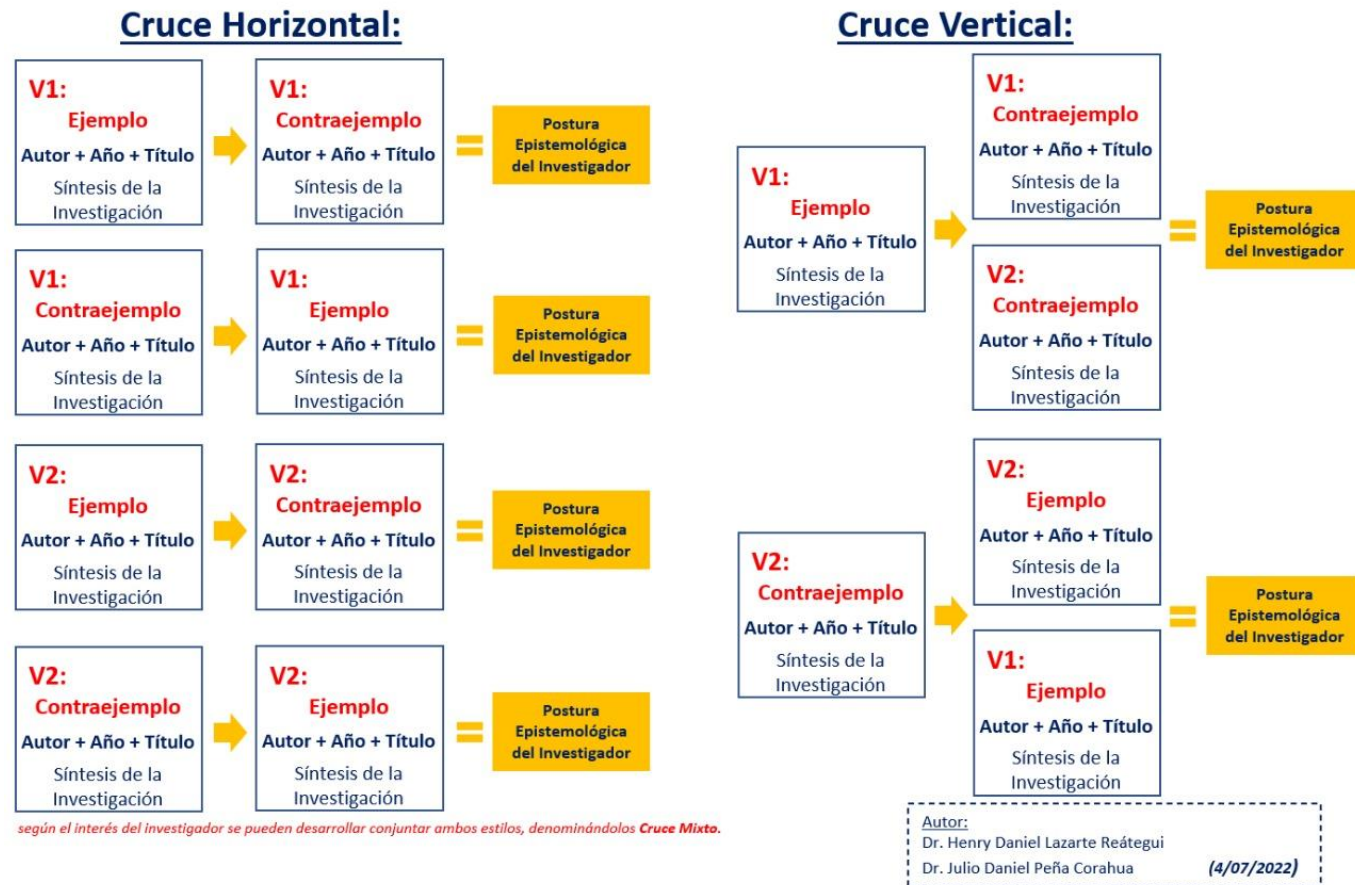 Cruce Horizontal:
V1:
Ejemplo
Autor + Año + Título
Síntesis de la
Investigación
V1:
Contraejemplo
Autor + Año + Título
Síntesis de la
Investigación
Postura
Epistemológica
del Investigador
V1:
Contraejemplo
Autor + Año + Título
Síntesis de la
Investigación
V1:
Ejemplo
Autor + Año + Título
Síntesis de la
Investigación
Postura
Epistemológica
del Investigador
V2:
Ejemplo
Autor + Año + Título
Síntesis de la
Investigación
V2:
Contraejemplo
Autor + Año + Título
Síntesis de la
Investigación
Postura
Epistemológica
del Investigador
V2:
Contraejemplo
Autor + Año + Título
Síntesis de la
Investigación
V2:
Ejemplo
Autor + Año + Título
Síntesis de la
Investigación
Postura
Epistemológica
del Investigador
según el interés del investigador se pueden desarrollar conjuntar ambos estilos, denominándolos Cruce Mixto.
Cruce Vertical:
V1:
Ejemplo
Autor + Año + Título
Síntesis de la
Investigación
V1:
Contraejemplo
Autor + Año + Título
Síntesis de la
Investigación
V2:
Contraejemplo
Autor + Año + Título
Síntesis de la
Investigación
Postura
Epistemológica
del Investigador
V2:
Contraejemplo
Autor + Año + Título
Síntesis de la
Investigación
V2:
Ejemplo
Autor + Año + Título
Síntesis de la
Investigación
V1:
Ejemplo
Autor + Año + Título
Síntesis de la
Investigación
Postura
Epistemológica
del Investigador
Autor:
Dr. Henry Daniel Lazarte Reátegui
Dr. Julio Daniel Peña Corahua (4/07/2022)